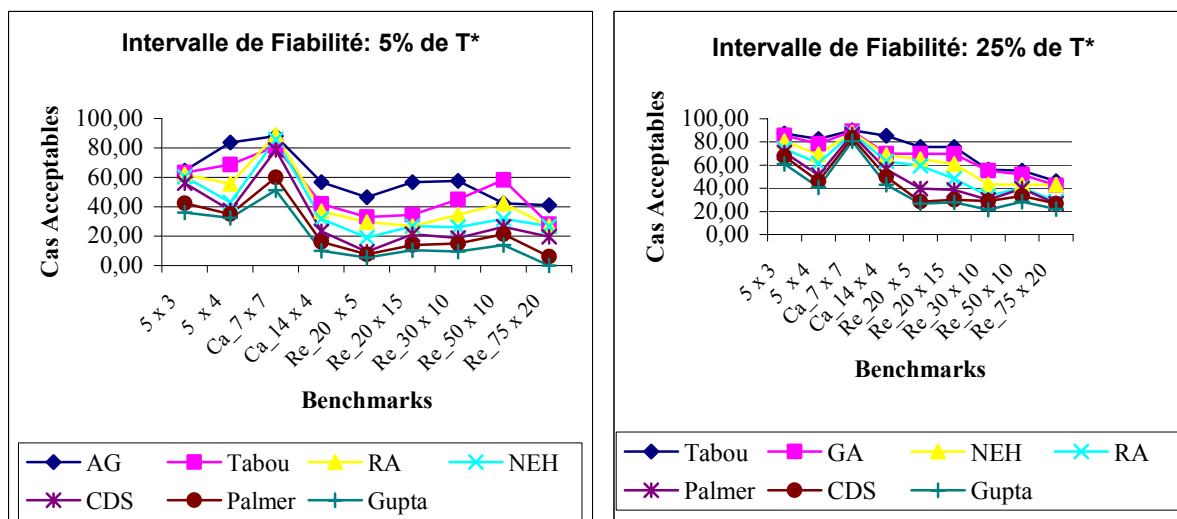 Intervalle de Fiabilité: 5% de T*
Cas Acceptables
100,00
80,00
60,00
40,00
20,00
0,00
5 x 3
5 x 4
Ca_7 x 7
Ca_14 x 4
Re_20 x 5
Re_20 x 15
Re_30 x 10
Re_50 x 10
Re_75 x 20
Benchmarks
AG
Tabou
RA
NEH
CDS
Palmer
Gupta
Intervalle de Fiabilité: 25% de T*
Cas Acceptables
100,00
80,00
60,00
40,00
20,00
0,00
5 x 3
5 x 4
Ca_7 x 7
Ca_14 x 4
Re_20 x 5
Re_20 x 15
Re_30 x 10
Re_50 x 10
Re_75 x 20
Benchmarks
Tabou
GA
NEH
RA
Palmer
CDS
Gupta